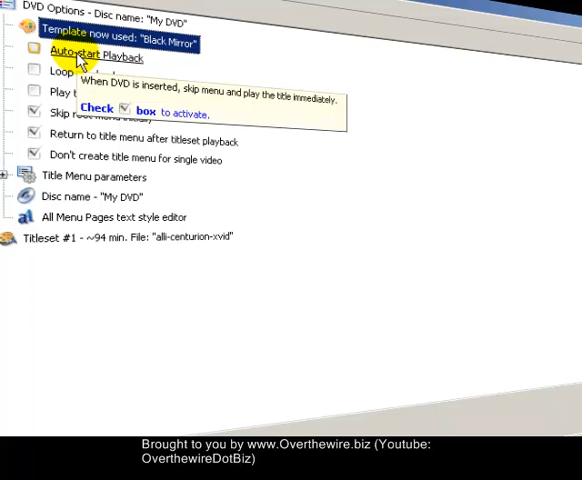 DVD Options - Disc name: "My DVD"
Template now used: "Black Mirror"
Auto-start Playback
Loop
When DVD is inserted, skip menu and play the title immediately.
Play
Check box to activate.
Skip
Return to title menu after titleset playback
Don't create title menu for single video
Title Menu parameters
Disc name - "My DVD"
All Menu Pages text style editor
Titleset #1 - ~94 min. File: "alli-centurion-xvid"
Brought to you by www.Overthewire.biz (Youtube:
OverthewireDotBiz)